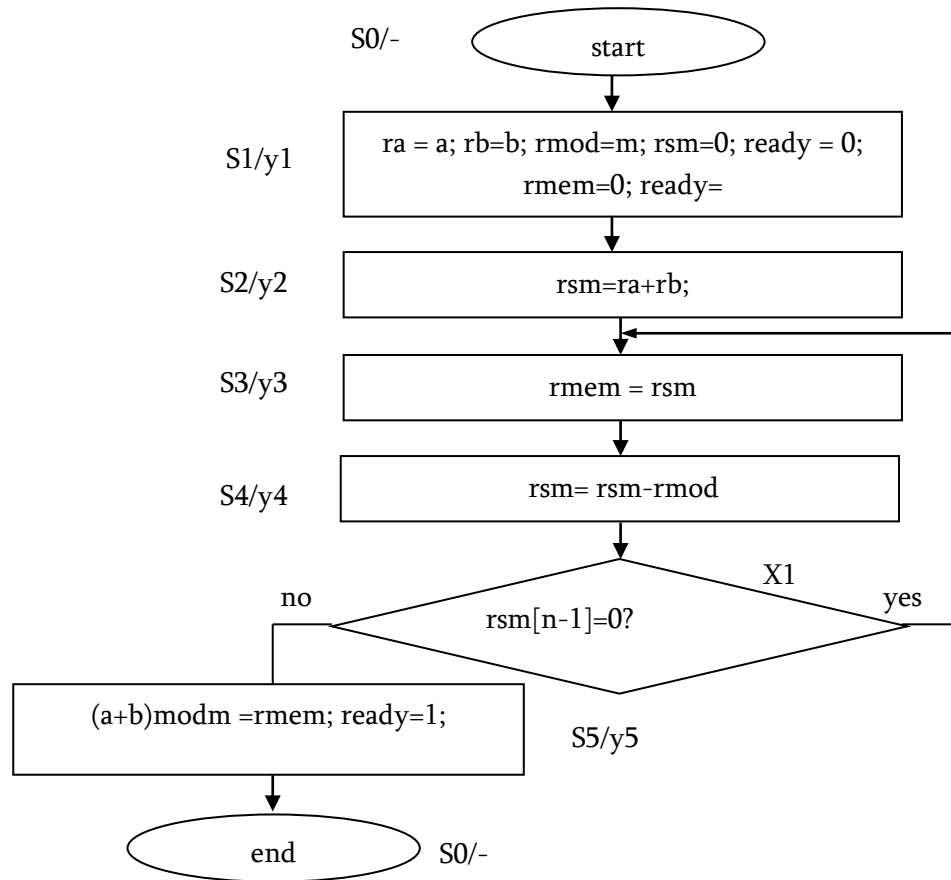 S0/-
start
S1/y1
ra = a; rb=b; rmod=m; rsm=0; ready = 0;
rmem=0; ready=
S2/y2
rsm=ra+rb;
S3/y3
rmem = rsm
S4/y4
rsm= rsm-rmod
X1
no
yes
rsm[n-1]=0?
(a+b)modm =rmem; ready=1;
S5/y5
end
S0/-